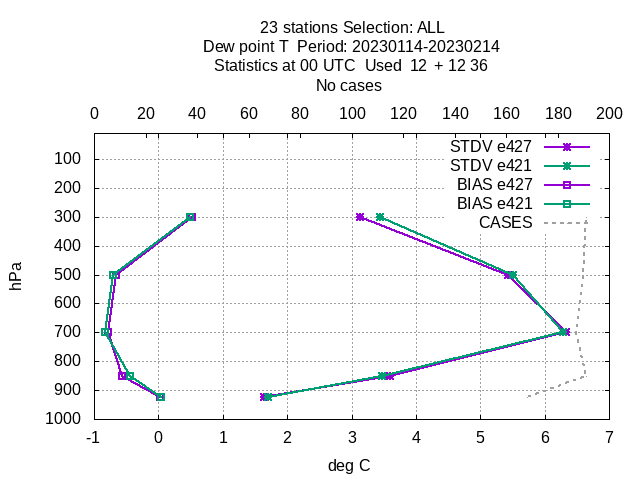 23 stations Selection: ALL
Dew point T  Period: 20230114-20230214
Statistics at 00 UTC  Used  12  + 12 36
No cases
0 20 40 60 80 100 120 140 160 180 200
STDV e427
STDV e421
BIAS e427
BIAS e421
CASES
100
200
300
400
500
600
700
800
900
1000
hPa
-1 0 1 2 3 4 5 6 7
deg C